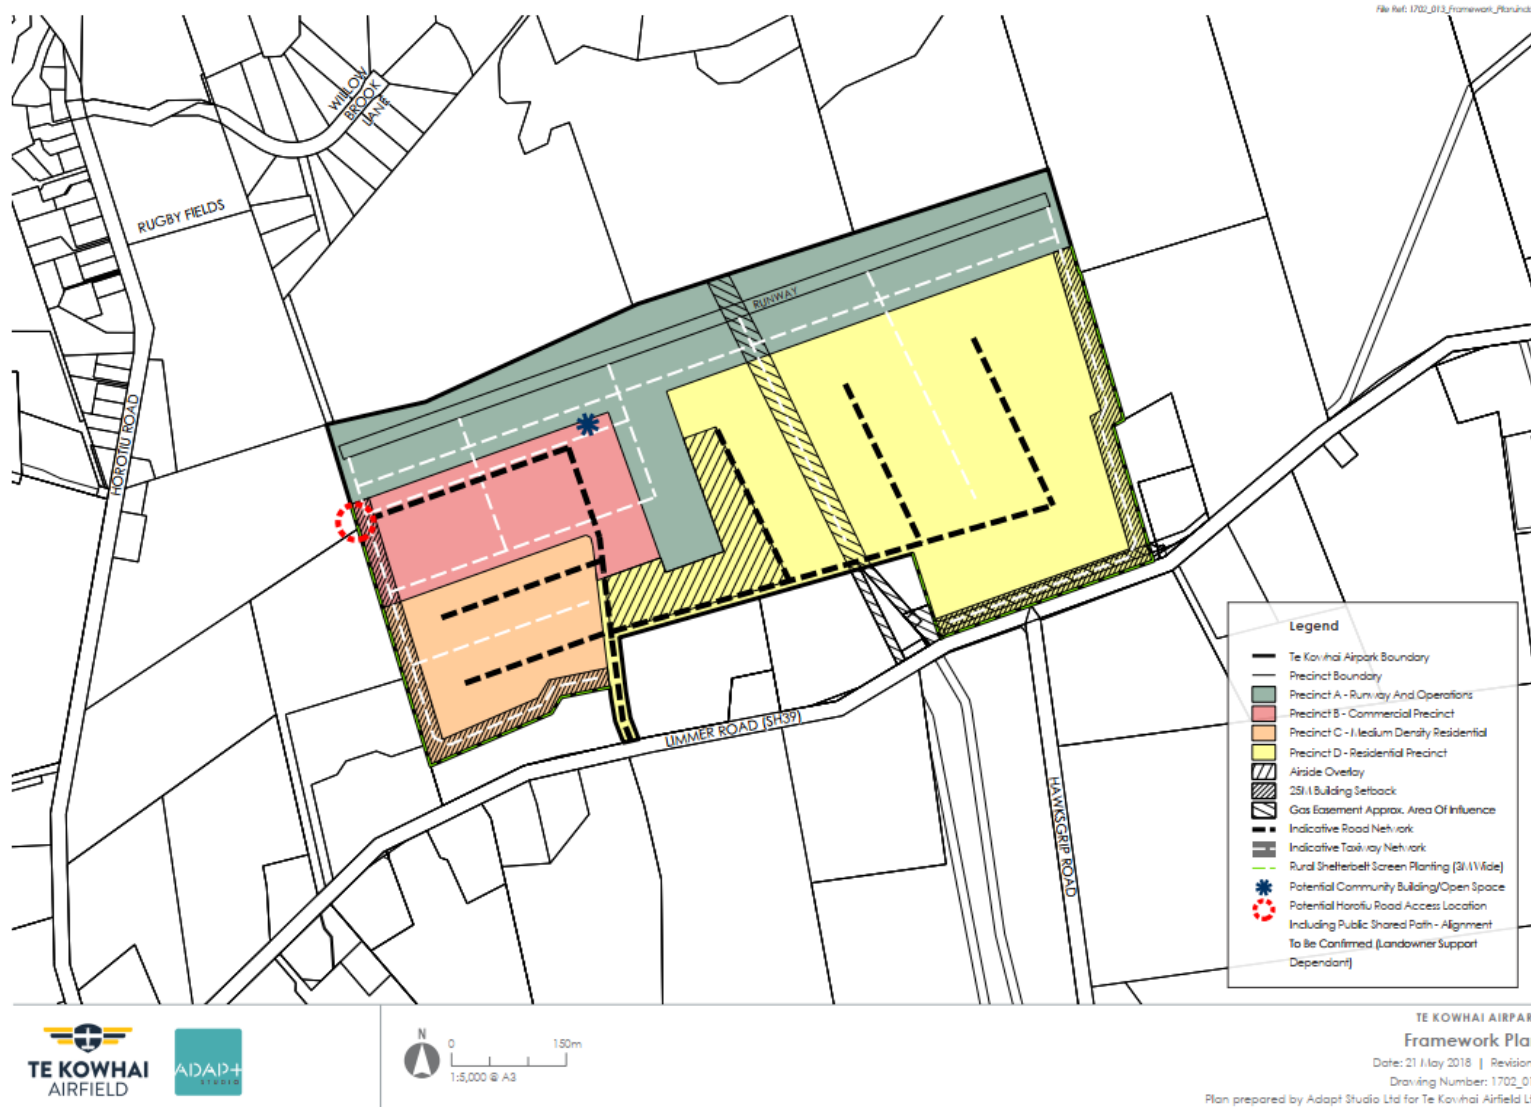 File Ref: 1702_013_Framework_Plan.indd
WILLOW
BROOK
LANE
RUGBY FIELDS
RUNWAY
HOROTIU ROAD
LIMMER ROAD (SH39)
HAWKSGRIP ROAD
Legend
Te Kowhai Airpark Boundary
Precinct Boundary
Precinct A - Runway And Operations
Precinct B - Commercial Precinct
Precinct C - Medium Density Residential
Precinct D - Residential Precinct
Airside Overlay
25M Building Setback
Gas Easement Approx. Area Of Influence
Indicative Road Network
Indicative Taxiway Network
Rural Shelterbelt Screen Planting (3M Wide)
Potential Community Building/Open Space
Potential Horotiu Road Access Location
Including Public Shared Path - Alignment
To Be Confirmed (Landowner Support
Dependant)
TE KOWHAI
AIRFIELD
ADAPT
STUDIO
N
0 150m
1:5,000 @ A3
TE KOWHAI AIRPAR
Framework Pla
Date: 21 May 2018 | Revision
Drawing Number: 1702_01
Plan prepared by Adapt Studio Ltd for Te Kowhai Airfield Lt